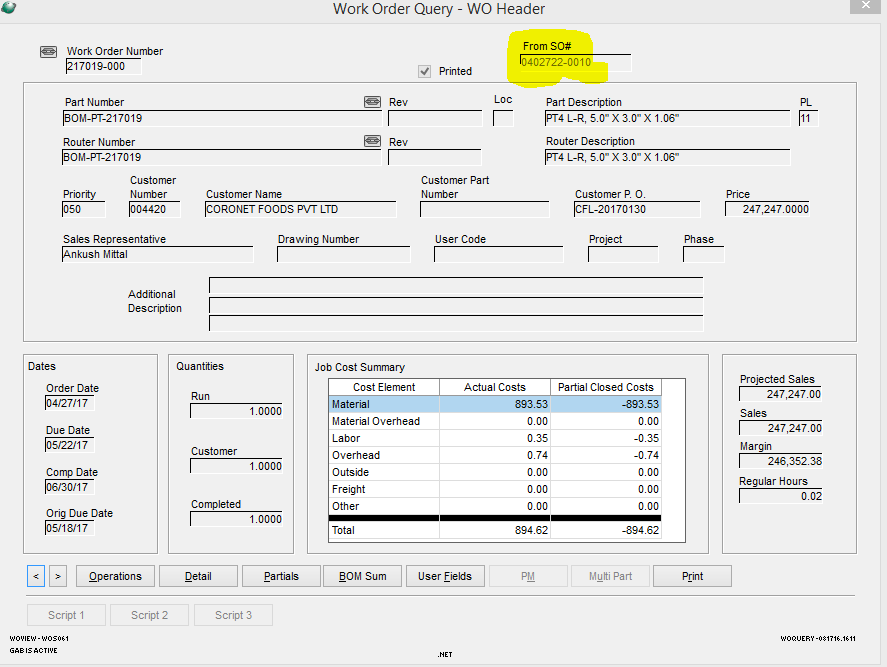 Work Order Query - WO Header
Work Order Number
217019-000
Printed
From SO#
0402722-0010
Part Number
Rev
Loc
Part Description
PL
BOM-PT-217019
PT4 L-R, 5.0" X 3.0" X 1.06"
11
Router Number
Rev
Router Description
BOM-PT-217019
PT4 L-R, 5.0" X 3.0" X 1.06"
Priority
Customer Number
Customer Name
Customer Part Number
Customer P. O.
Price
050
004420
CORONET FOODS PVT LTD
CFL-20170130
247,247.0000
Sales Representative
Drawing Number
User Code
Project
Phase
Ankush Mittal
Additional
Description
Dates
Order Date
04/27/17
Due Date
05/22/17
Comp Date
06/30/17
Orig Due Date
05/18/17
Quantities
Run
1.0000
Customer
1.0000
Completed
1.0000
Job Cost Summary
Cost Element Actual Costs Partial Closed Costs
Material 893.53 -893.53
Material Overhead 0.00 0.00
Labor 0.35 -0.35
Overhead 0.74 -0.74
Outside 0.00 0.00
Freight 0.00 0.00
Other 0.00 0.00
Total 894.62 -894.62
Projected Sales
247,247.00
Sales
247,247.00
Margin
246,352.38
Regular Hours
0.02
< > Operations Detail Partials BOM Sum User Fields PM Multi Part Print
Script 1 Script 2 Script 3
WOVIEW - WOS061
WOQUERY - 081716.1611
GAB IS ACTIVE
.NET